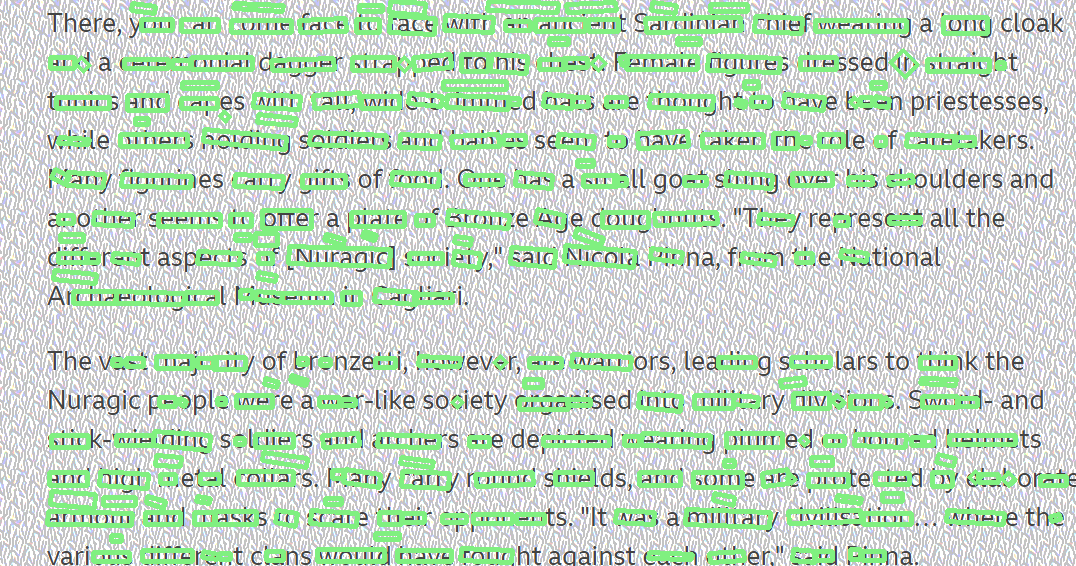 There, you can come face to face with an ancient Sardinian chief wearing a long cloak
and a ceremonial dagger strapped to his chest. Female figures dressed in straight
tunics and capes with tall, wide-brimmed hats are thought to have been priestesses,
while others holding soldiers and babies seem to have taken the role of caretakers.
Many figurines carry gifts of food. One has a small goat slung over his shoulders and
another seems to offer a plate of Bronze Age doughnuts. "They represent all the
different aspects of [Nuragic] society," said Nicola Pinna, from the National
Archaeological Museum in Cagliari.
The vast majority of bronzetti, however, are warriors, leading scholars to think the
Nuragic people were a war-like society organised into military divisions. Sword- and
stick-wielding soldiers and archers are depicted wearing plumed or horned helmets
and high metal collars. Many carry round shields, and some are protected by elaborate
armour and masks to scare their opponents. "It was a military civilisation... where the
various different clans would have fought against each other," said Pinna.